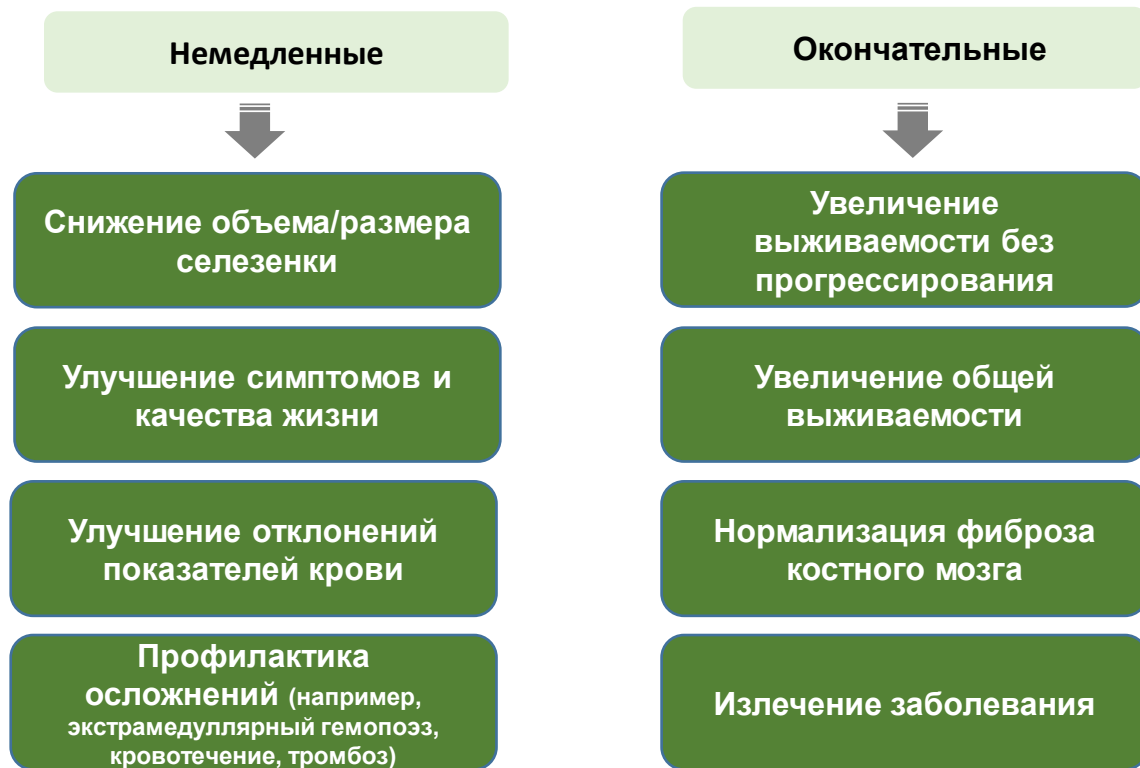 Немедленные
Снижение объема/размера
селезенки
Улучшение симптомов и
качества жизни
Улучшение отклонений
показателей крови
Профилактика
осложнений (например,
экстрамедуллярный гемопоэз,
кровотечение, тромбоз)
Окончательные
Увеличение
выживаемости без
прогрессирования
Увеличение общей
выживаемости
Нормализация фиброза
костного мозга
Излечение заболевания